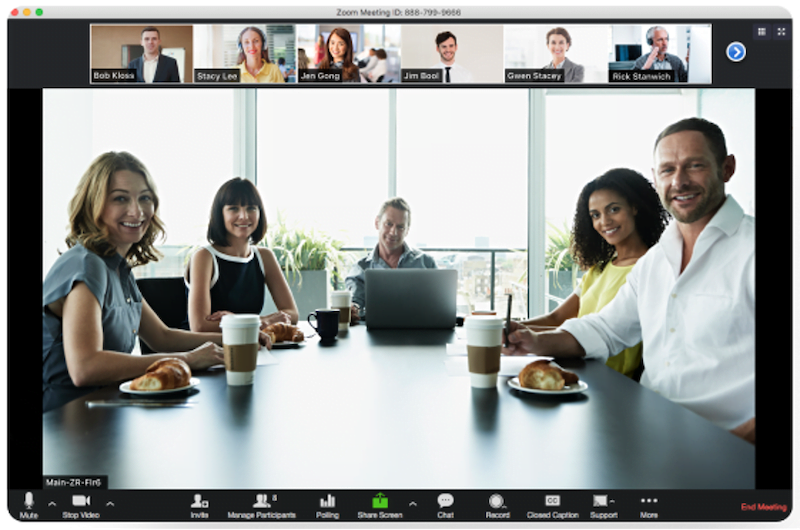 Zoom Meeting ID: 888-799-9666
Bob Kloss
Stacy Lee
Jen Gong
Jim Bool
Gwen Stacey
Rick Stanwich
Main-ZR-Flr6
Mute
Stop Video
Invite
8
Manage Participants
Polling
Share Screen
Chat
Record
CC
Closed Caption
Support
More
End Meeting